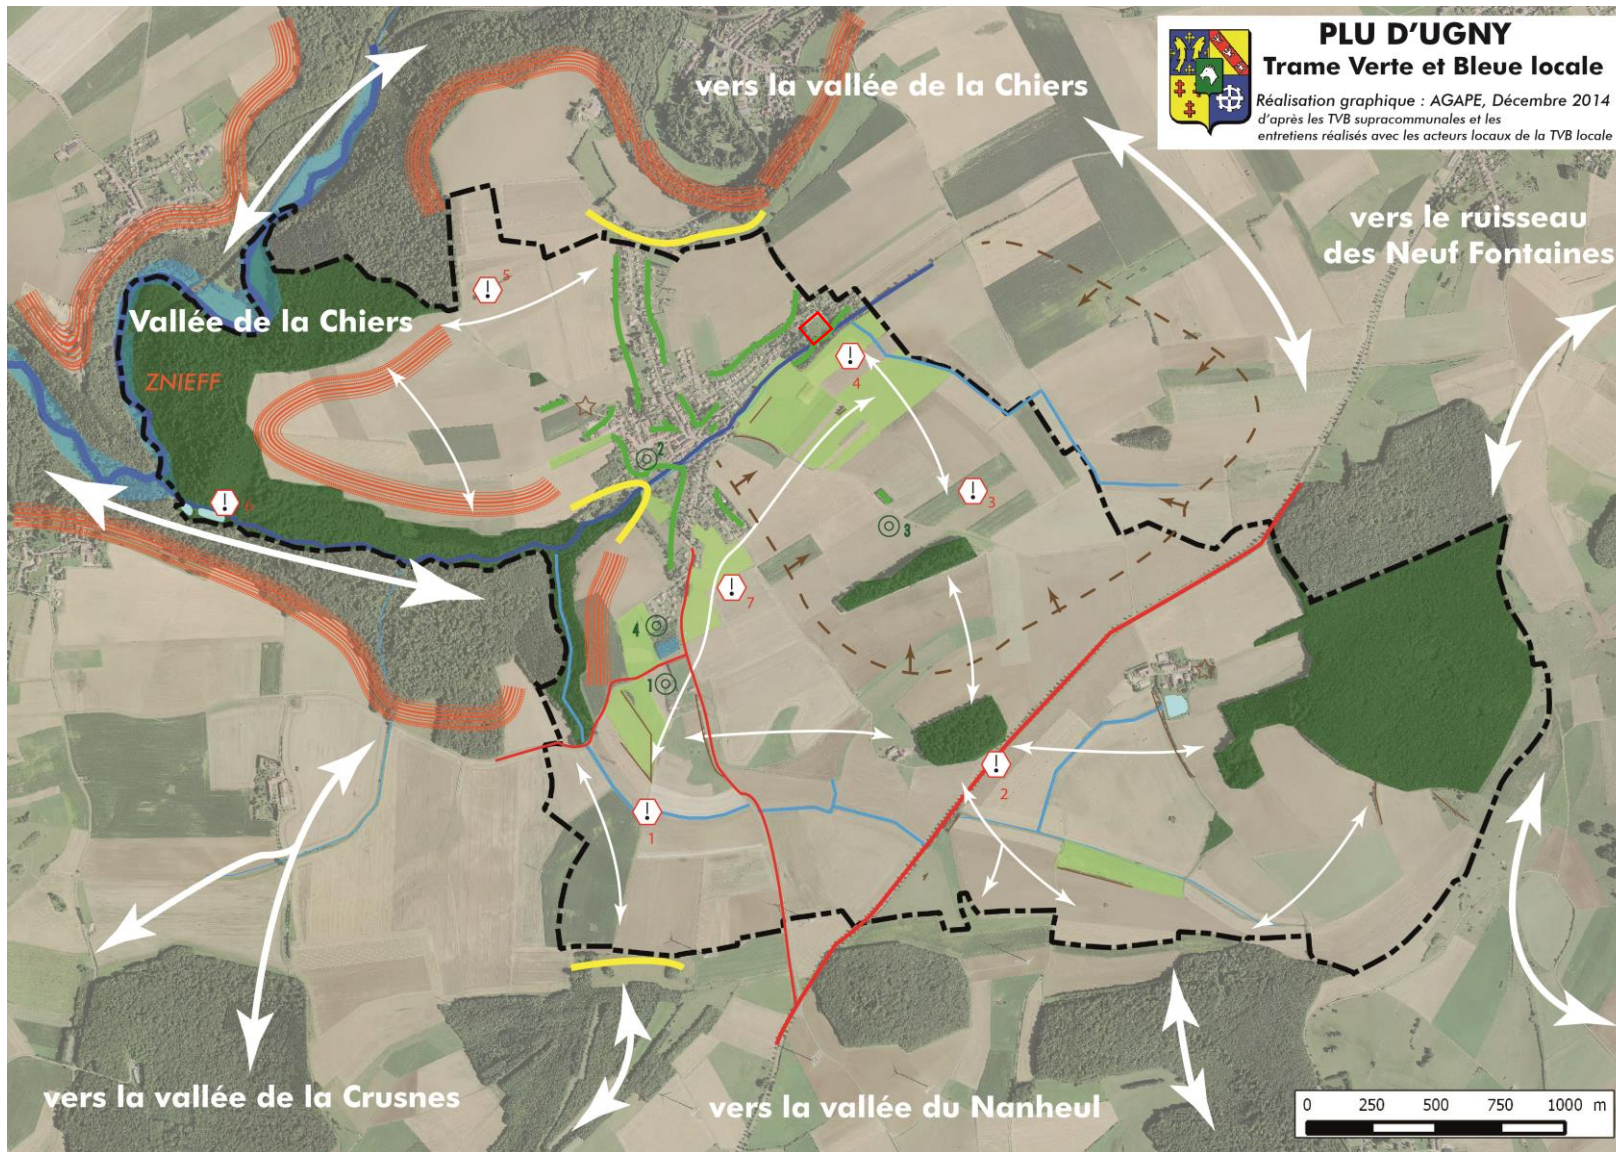 PLU D'UGNY
Trame Verte et Bleue locale
Réalisation graphique : AGAPE, Décembre 2014
d'après les TVB supracommunales et les
entretiens réalisés avec les acteurs locaux de la TVB locale
vers la vallée de la Chiers
vers le ruisseau
des Neuf Fontaines
! 5
Vallée de la Chiers
ZNIEFF
! 4
2
! 3
! 6
3
! 7
4
1
! 2
! 1
vers la vallée de la Crusnes
vers la vallée du Nanheul
0 250 500 750 1000 m